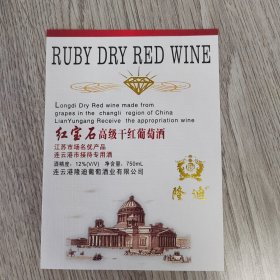 RUBY DRY RED WINE
Longdi Dry Red wine made from
grapes in the changli region of China
LianYungang Receive the appropriation wine
红宝石高级干红葡萄酒
江苏市场名优产品
连云港市接待专用酒
酒精度：12%(V/V) 净含量：750mL
连云港隆迪葡萄酒业有限公司
隆迪